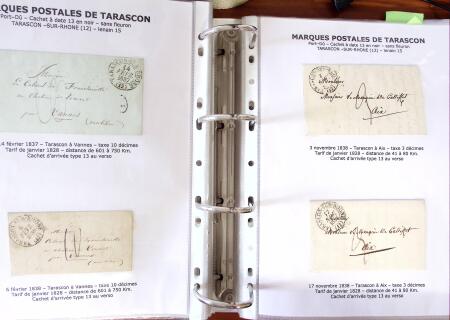 RQUES POSTALES DE TARASCON
Port-Dû - Cachet à date 13 en noir - sans fleuron
TARASCON -SUR-RHONE (12) - lenain 15
Monsieur
Vannes
4 février 1837 - Tarascon à Vannes - taxe 10 décimes
Tarif de janvier 1828 - distance de 601 à 750 Km.
Cachet d'arrivée type 13 au verso
6 février 1838 - Tarascon à Vannes - taxe 10 décimes
Tarif de janvier 1828 - distance de 601 à 750 Km.
Cachet d'arrivée type 13 au verso
MARQUES POSTALES DE TARASCON
Port-Dû - Cachet à date 13 en noir - sans fleuron
TARASCON -SUR-RHONE (12) - lenain 15
Monsieur
Aix
3 novembre 1838 - Tarascon à Aix - taxe 3 décimes
Tarif de janvier 1828 - distance de 41 à 80 Km.
Cachet d'arrivée type 13 au verso
Aix
17 novembre 1838 - Tarascon à Aix - taxe 3 décimes
Tarif de janvier 1828 - distance de 41 à 80 Km.
Cachet d'arrivée type 13 au verso